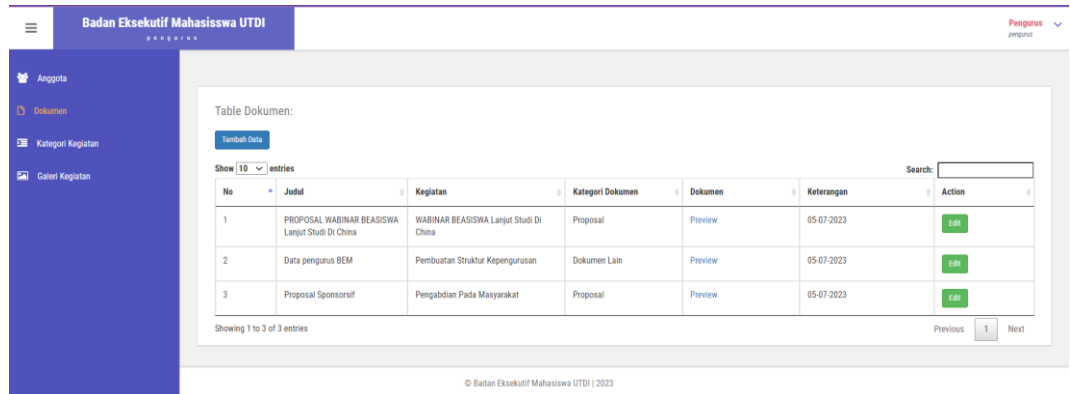 Badan Eksekutif Mahasisswa UTDI
pengurus
Pengurus
pengurus
Anggota
Dokumen
Kategori Kegiatan
Galeri Kegiatan
Table Dokumen:
Tambah Data
Show 10 entries
Search:
No Judul Kegiatan Kategori Dokumen Dokumen Keterangan Action
1 PROPOSAL WABINAR BEASISWA WABINAR BEASISWA Lanjut Studi Di Proposal Preview 05-07-2023 Edit
Lanjut Studi Di China China
2 Data pengurus BEM Pembuatan Struktur Kepengurusan Dokumen Lain Preview 05-07-2023 Edit
3 Proposal Sponsorsif Pengabdian Pada Masyarakat Proposal Preview 05-07-2023 Edit
Showing 1 to 3 of 3 entries
Previous 1 Next
© Badan Eksekutif Mahasiswa UTDI | 2023